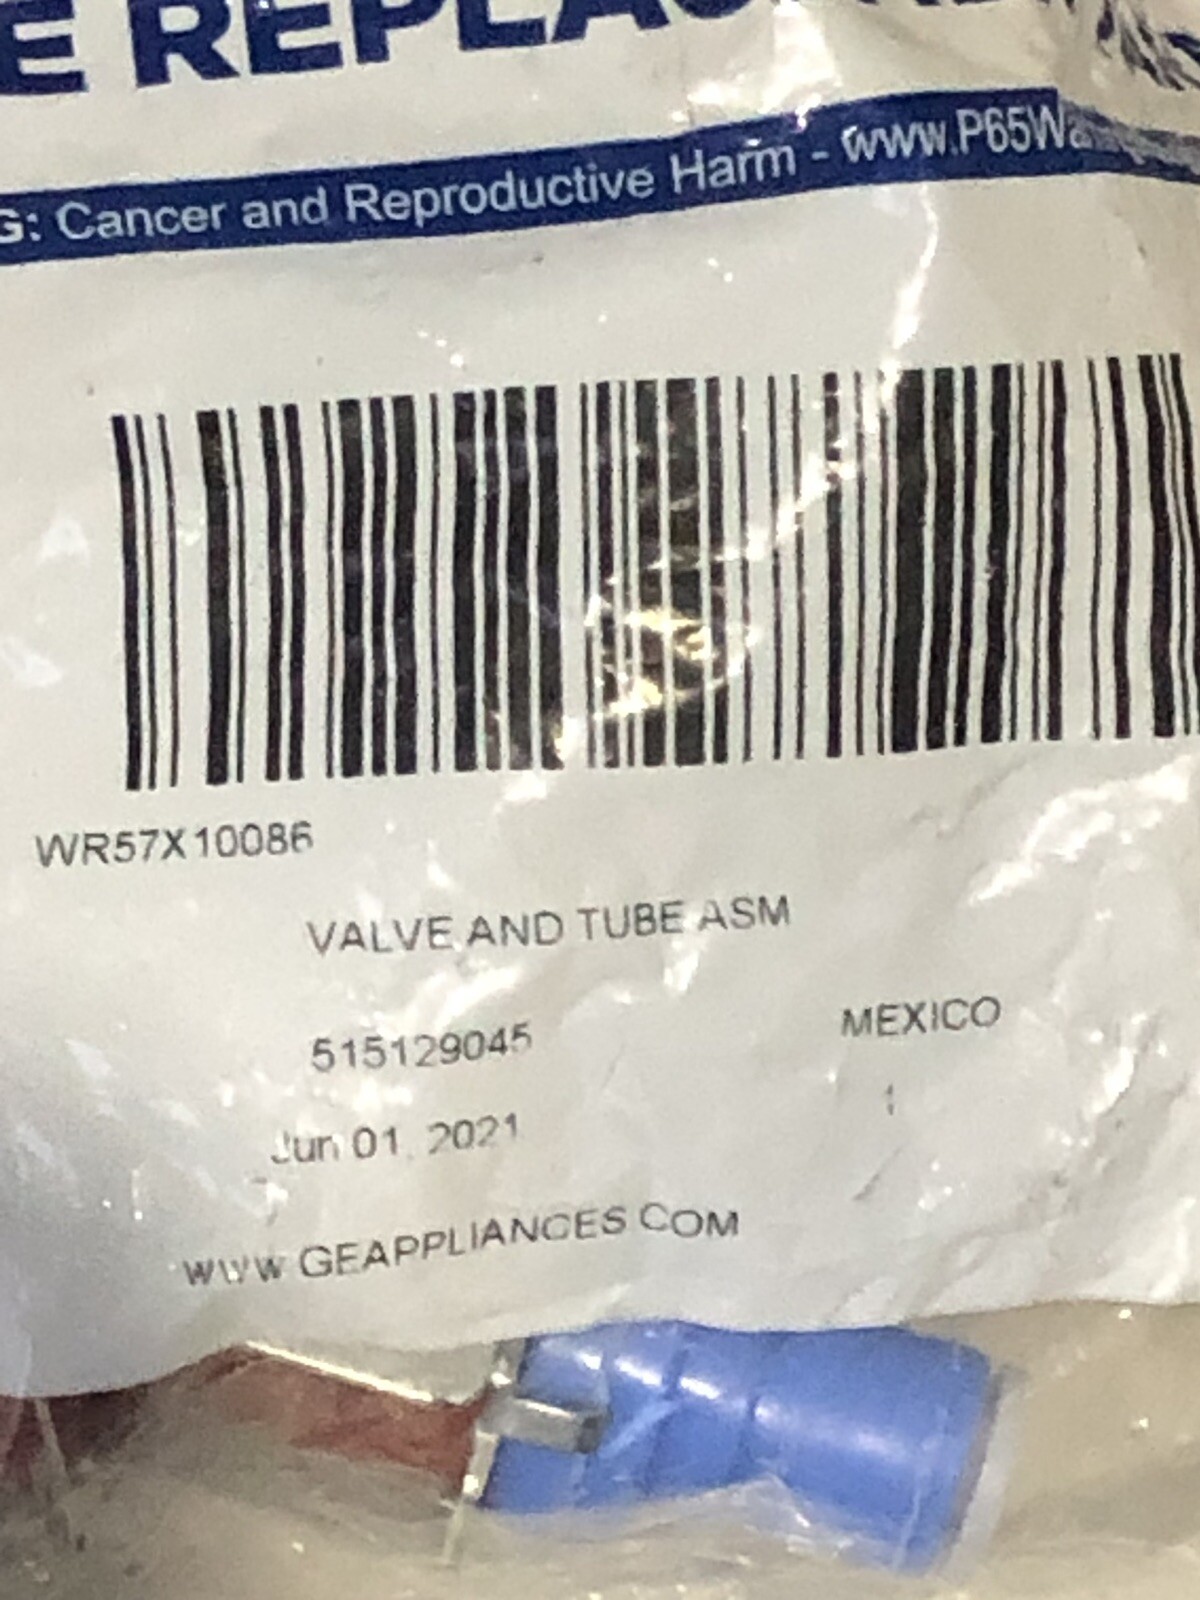 E REPLAC
G: Cancer and Reproductive Harm - www.P65Wa
WR57X10086
VALVE AND TUBE ASM
515129045
MEXICO
Jun 01, 2021
1
WWW GEAPPLIANCES COM